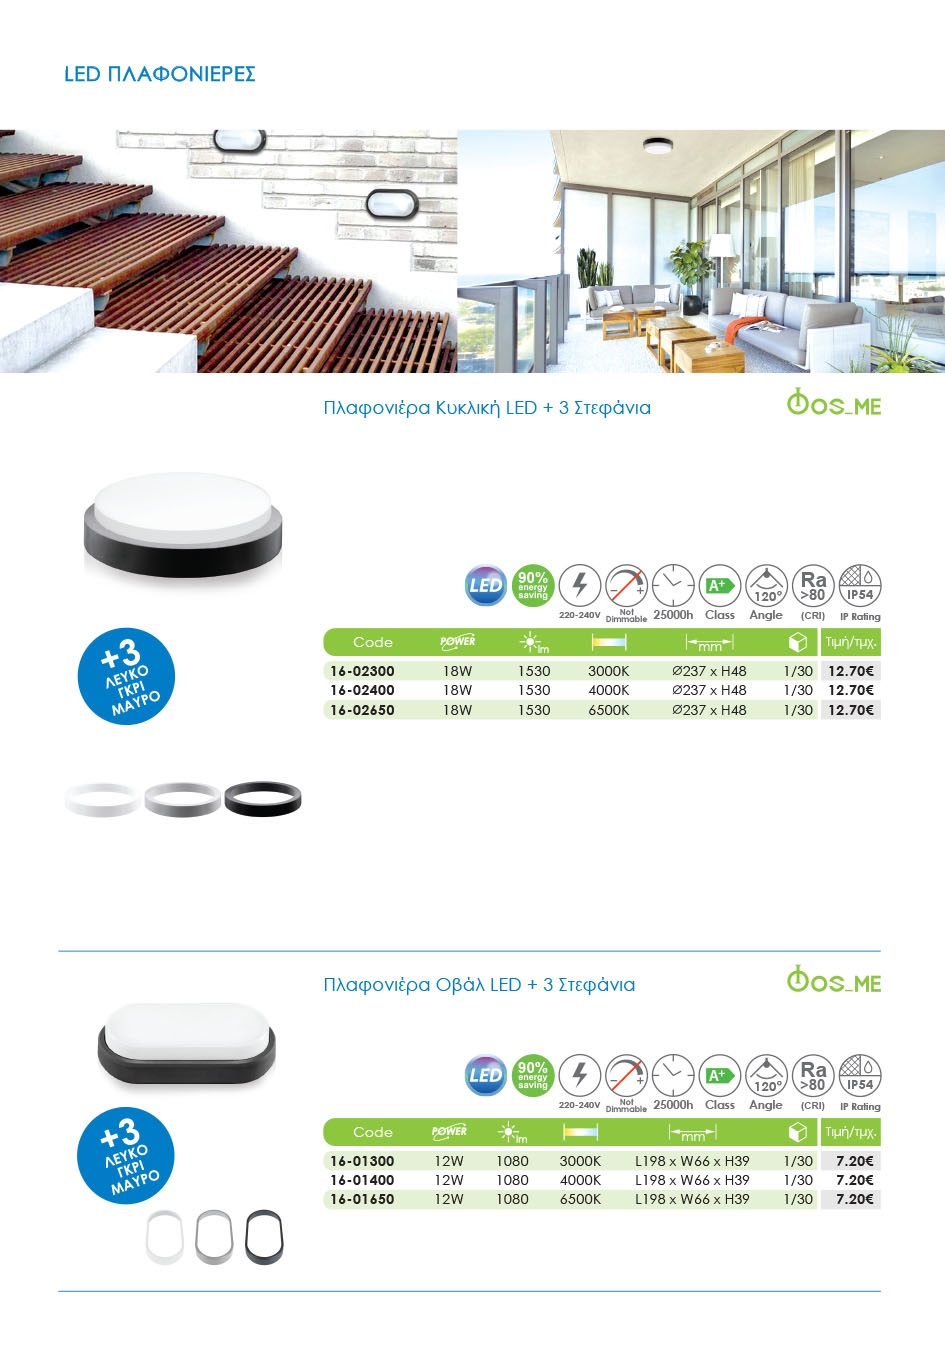 LED ΠΛΑΦΟΝΙΕΡΕΣ
Πλαφονιέρα Κυκλική LED + 3 Στεφάνια
ΦOS_ME
LED 90% energy saving 120° Ra >80 IP54
220-240V Not Dimmable 25000h A+ Class Angle (CRI) IP Rating
Code POWER lm mm Τιμή/τμχ.
16-02300 18W 1530 3000K Ø237 x H48 1/30 12.70€
16-02400 18W 1530 4000K Ø237 x H48 1/30 12.70€
16-02650 18W 1530 6500K Ø237 x H48 1/30 12.70€
+3
ΛΕΥΚΟ
ΓΚΡΙ
ΜΑΥΡΟ
Πλαφονιέρα Οβάλ LED + 3 Στεφάνια
ΦOS_ME
LED 90% energy saving 120° Ra >80 IP54
220-240V Not Dimmable 25000h A+ Class Angle (CRI) IP Rating
Code POWER lm mm Τιμή/τμχ.
16-01300 12W 1080 3000K L198 x W66 x H39 1/30 7.20€
16-01400 12W 1080 4000K L198 x W66 x H39 1/30 7.20€
16-01650 12W 1080 6500K L198 x W66 x H39 1/30 7.20€
+3
ΛΕΥΚΟ
ΓΚΡΙ
ΜΑΥΡΟ